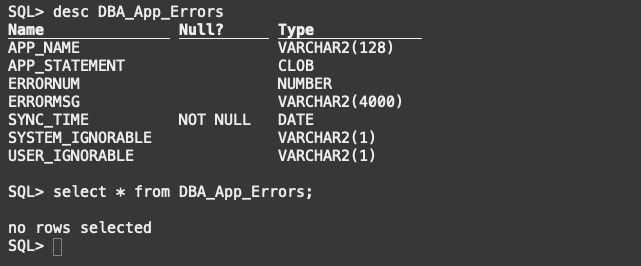 SQL> desc DBA_App_Errors
Name Null? Type
APP_NAME VARCHAR2(128)
APP_STATEMENT CLOB
ERRORNUM NUMBER
ERRORMSG VARCHAR2(4000)
SYNC_TIME NOT NULL DATE
SYSTEM_IGNORABLE VARCHAR2(1)
USER_IGNORABLE VARCHAR2(1)
SQL> select * from DBA_App_Errors;
no rows selected
SQL>